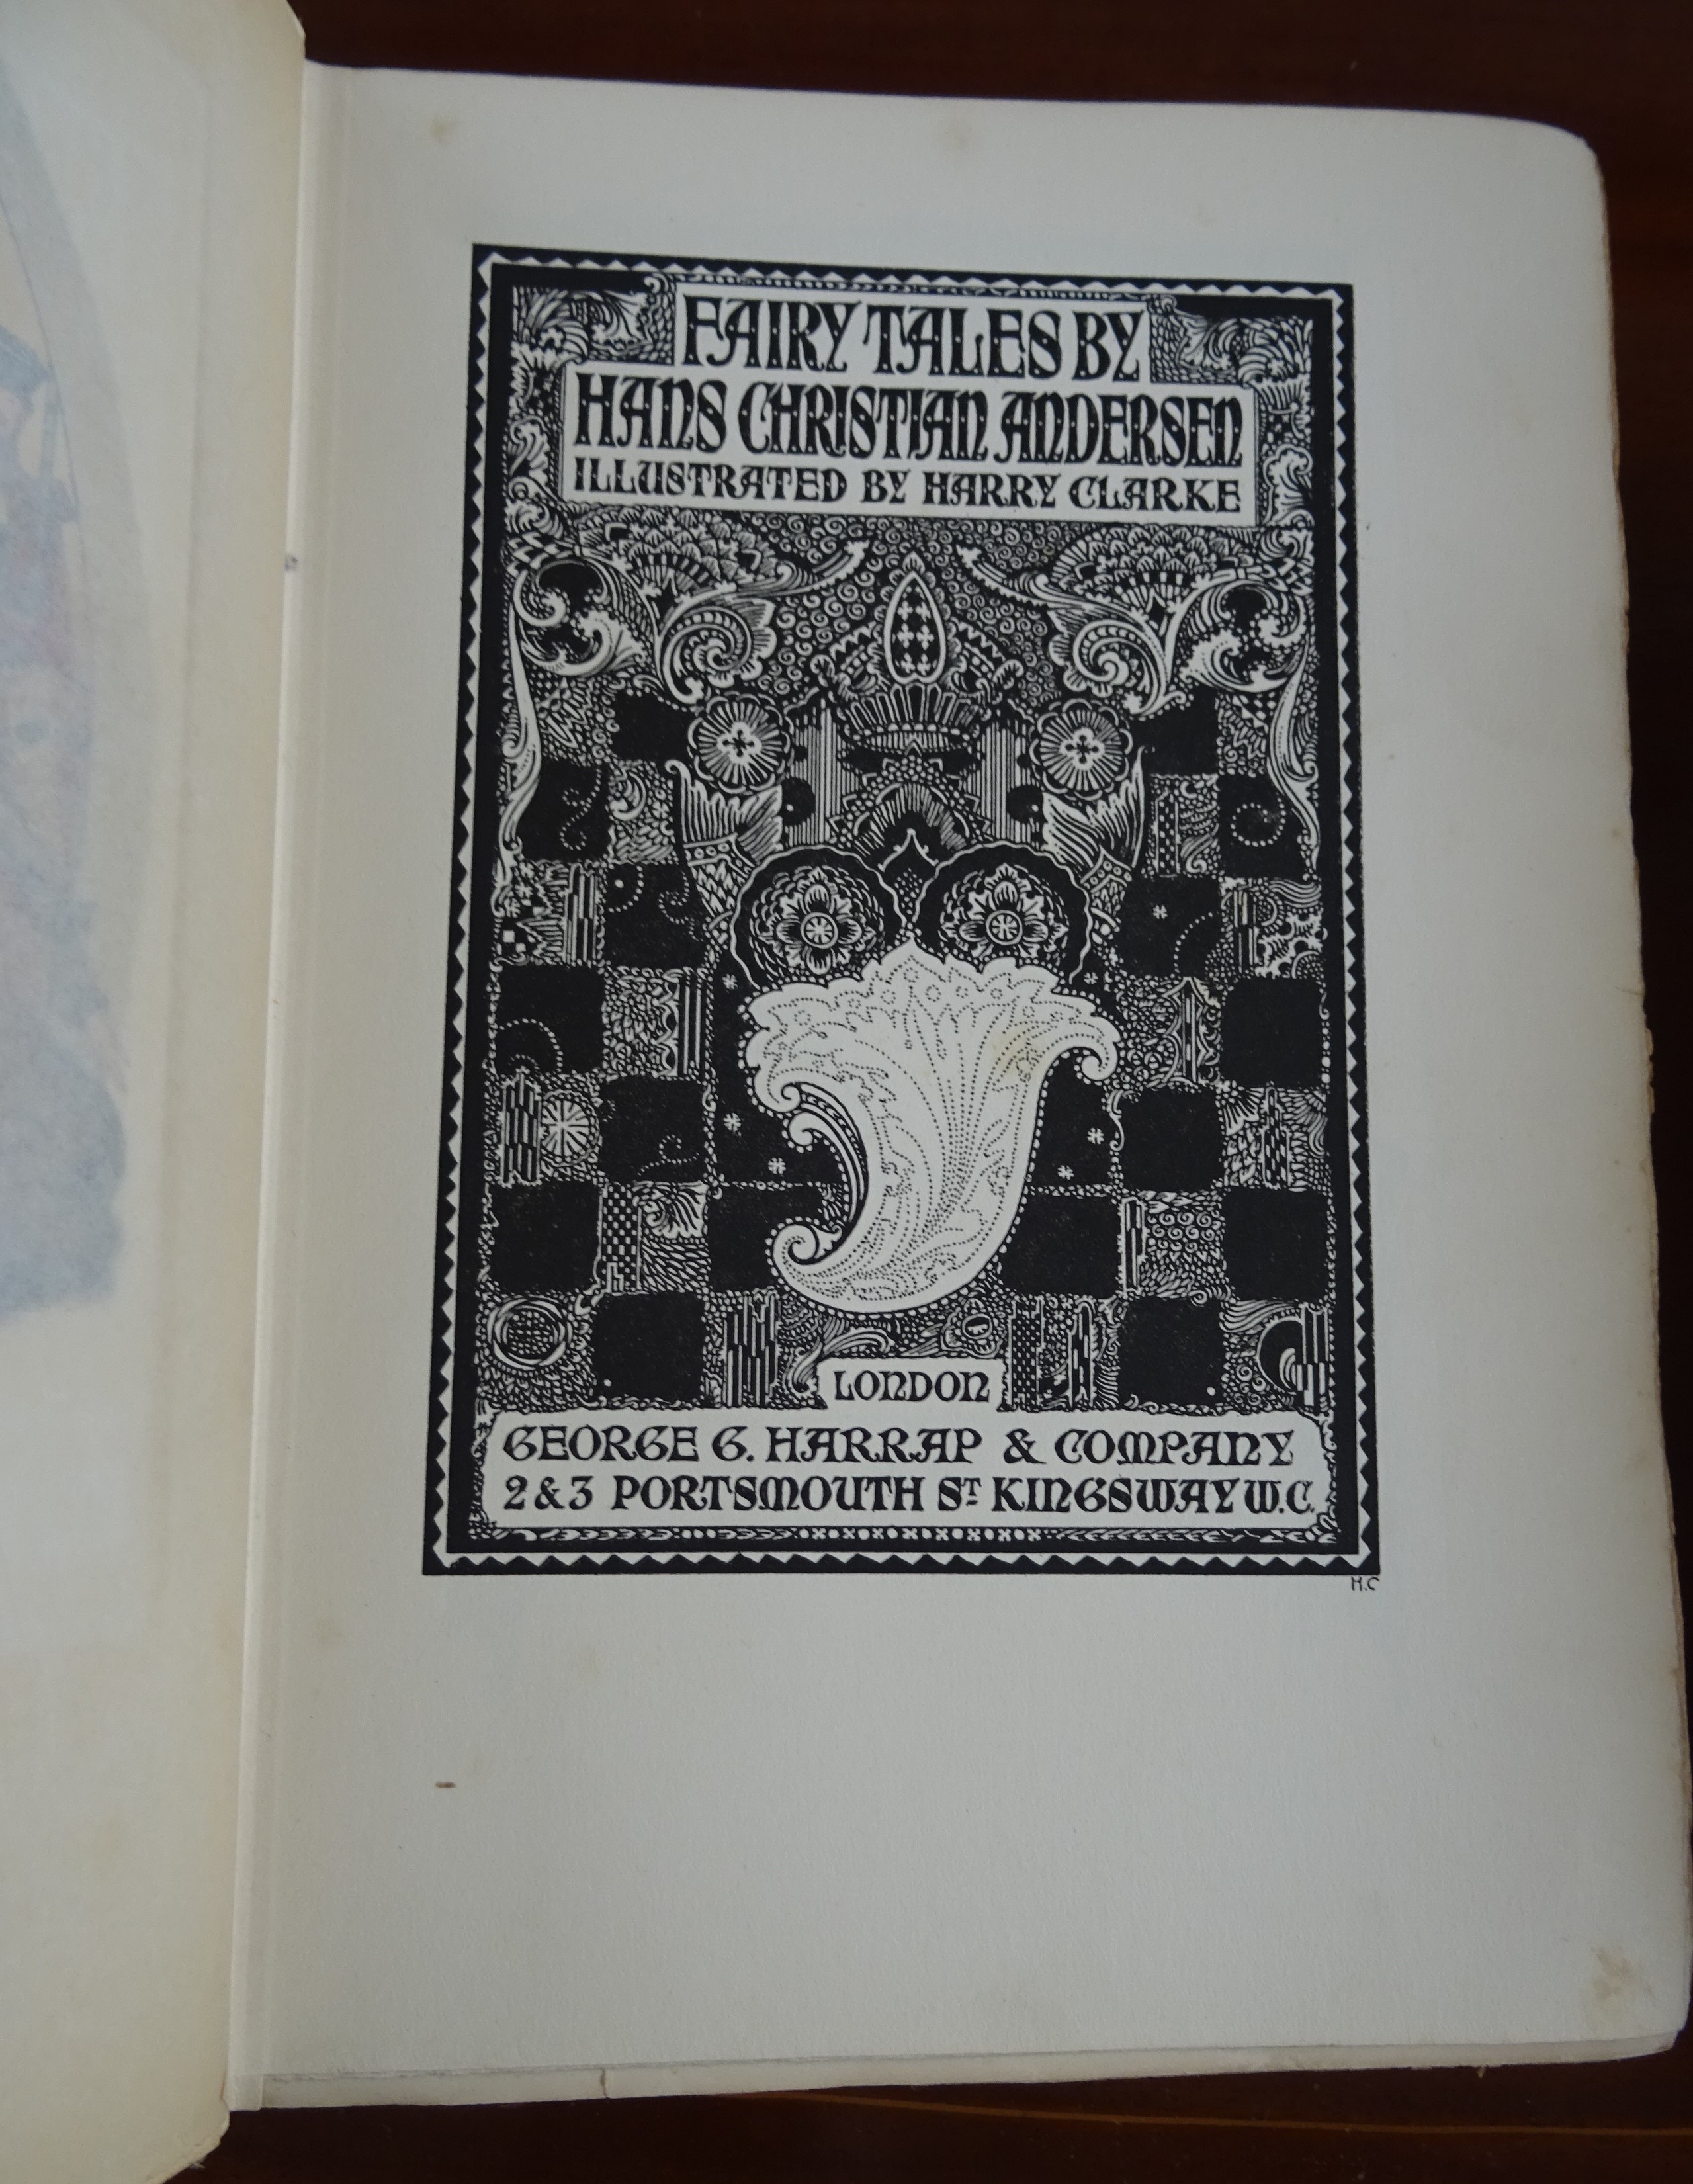 FAIRY TALES BY
HANS CHRISTIAN ANDERSEN
ILLUSTRATED BY HARRY CLARKE
LONDON
GEORGE G. HARRAP & COMPANY
2 & 3 PORTSMOUTH ST KINGSWAY W.C.
H.C